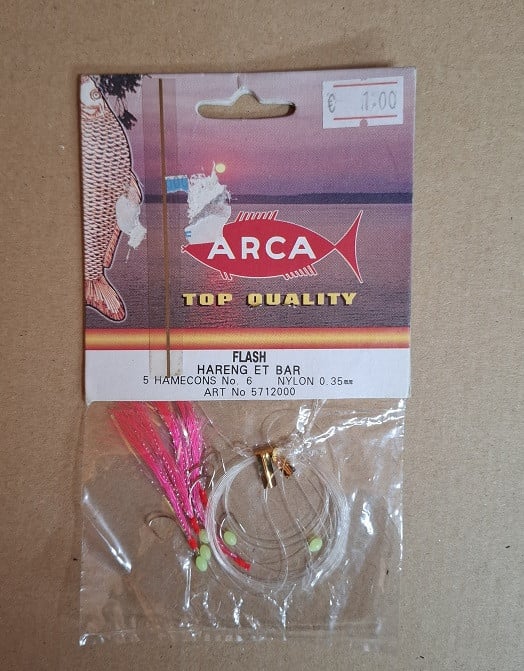 € 1.00
ARCA
TOP QUALITY
FLASH
HARENG ET BAR
5 HAMECONS No. 6 NYLON 0.35mm
ART No 5712000